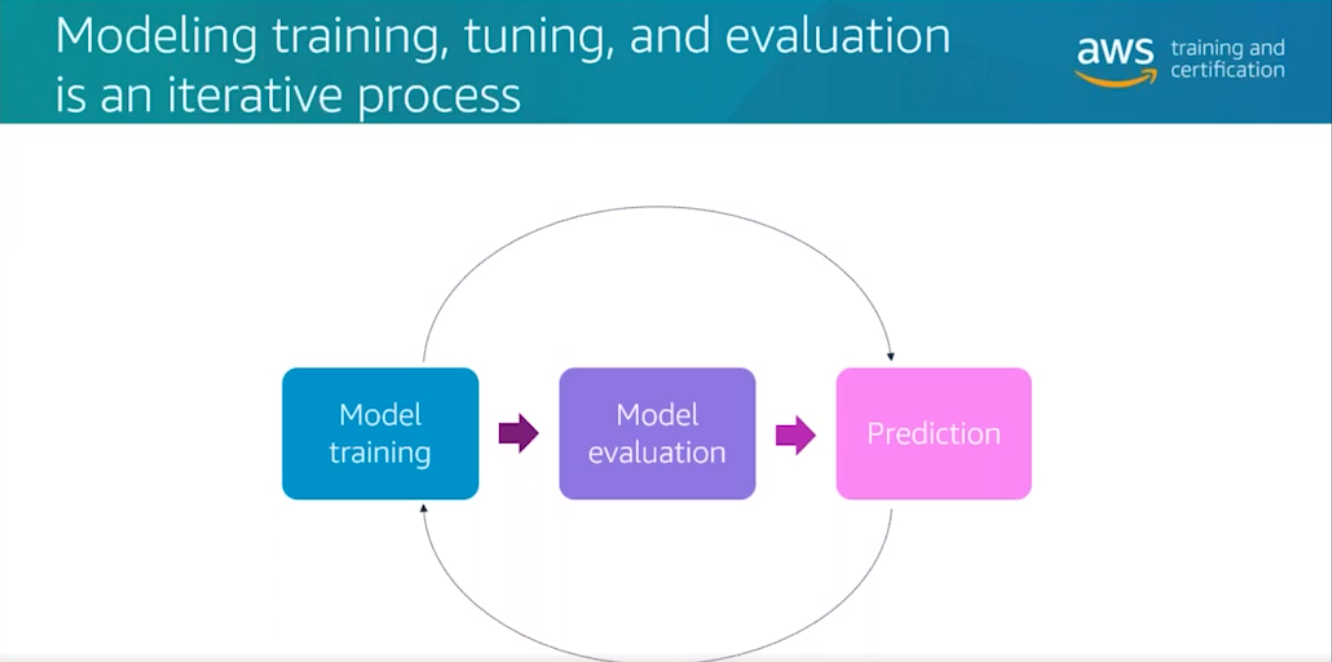 Modeling training, tuning, and evaluation
is an iterative process
aws
training and
certification
Model
training
Model
evaluation
Prediction